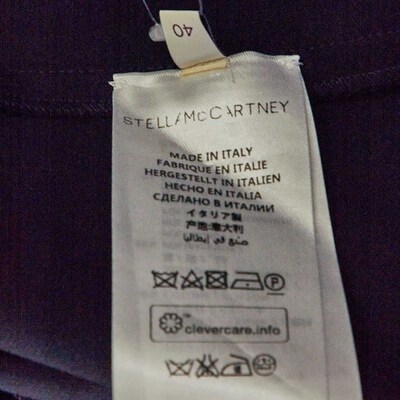 40
STELLA McCARTNEY
MADE IN ITALY
FABRIQUE EN ITALIE
HERGESTELLT IN ITALIEN
HECHO EN ITALIA
СДЕЛАНО В ИТАЛИИ
イタリア製
产地:意大利
صنع في إيطاليا
P
™
clevercare.info